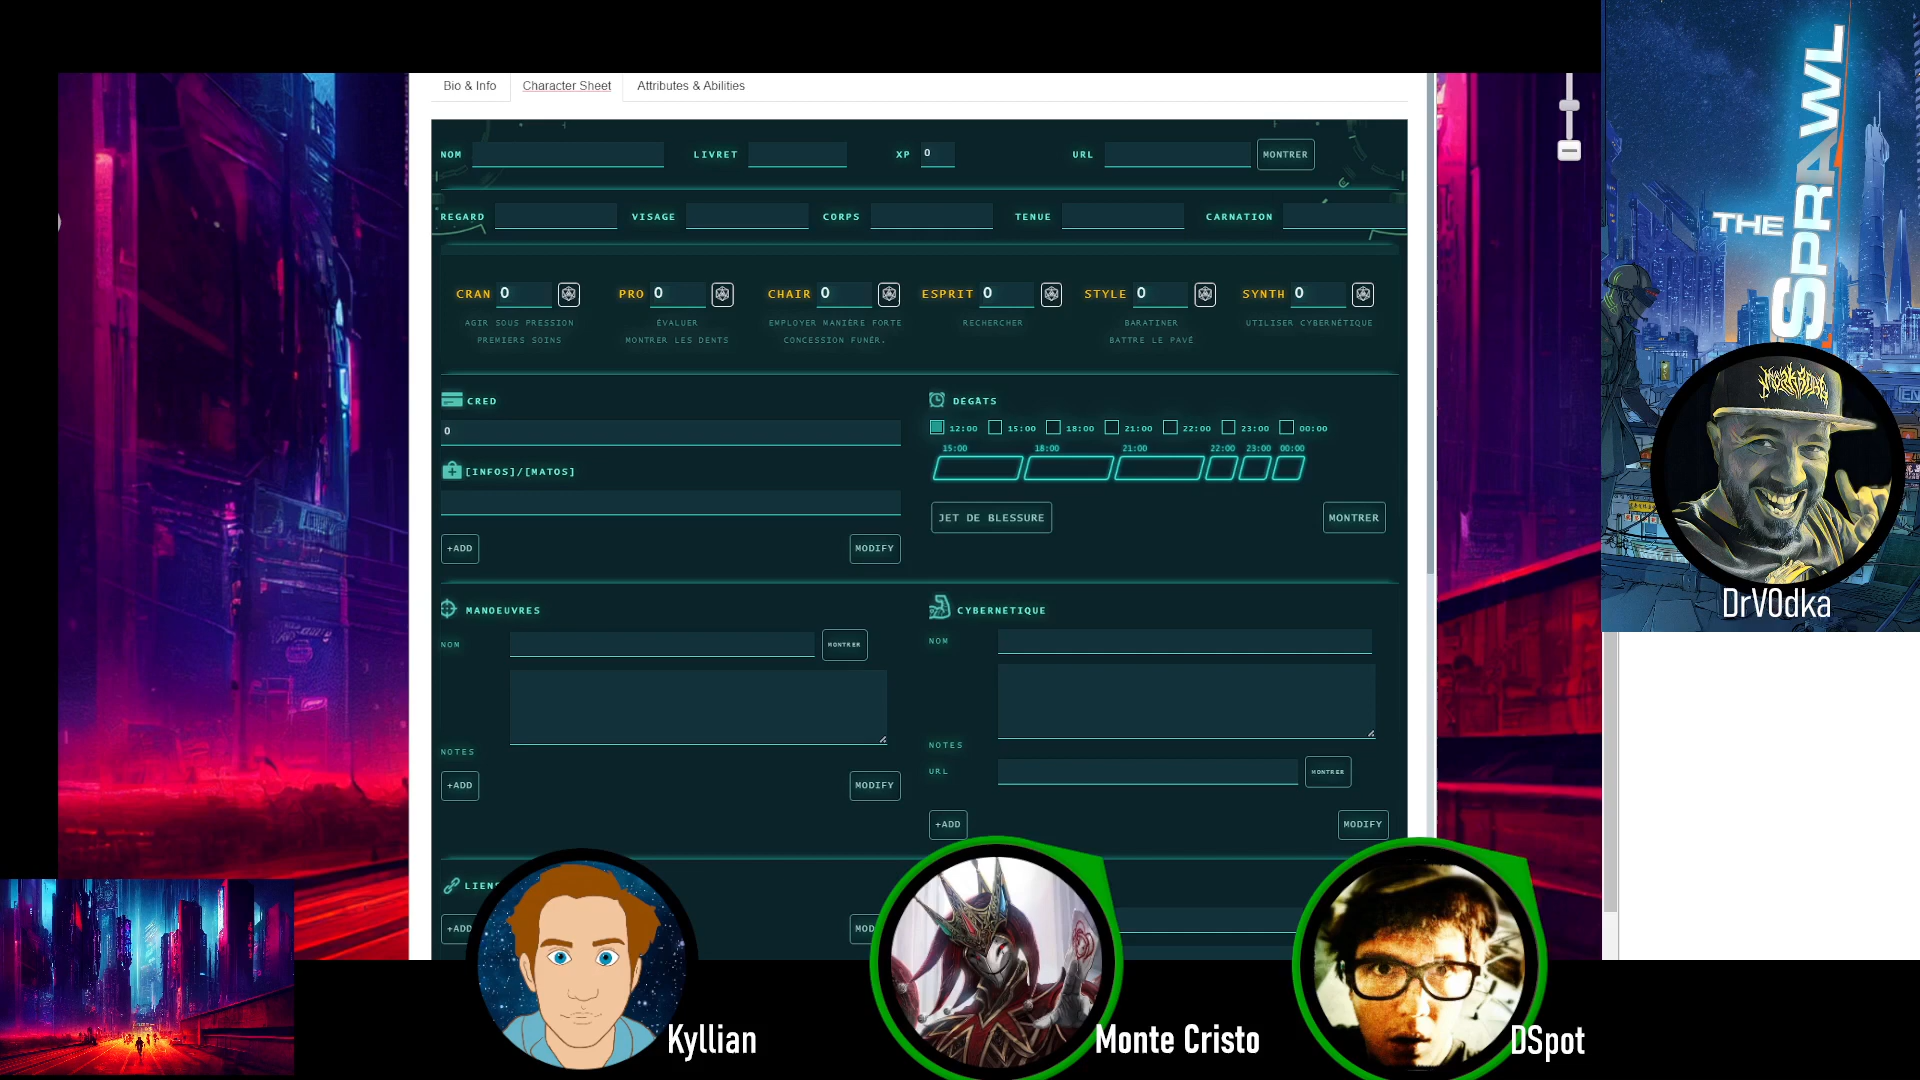 Bio & Info
Character Sheet
Attributes & Abilities
NOM
LIVRET
XP 0
URL
MONTRER
REGARD
VISAGE
CORPS
TENUE
CARNATION
CRAN 0
PRO 0
CHAIR 0
ESPRIT 0
STYLE 0
SYNTH 0
AGIR SOUS PRESSION
PREMIERS SOINS
ÉVALUER
MONTRER LES DENTS
EMPLOYER MANIÈRE FORTE
CONCESSION FUNÉR.
RECHERCHER
BARATINER
BATTRE LE PAVÉ
UTILISER CYBERNÉTIQUE
CRED
0
[INFOS]/[MATOS]
+ADD
MODIFY
DÉGÂTS
12:00 15:00 18:00 21:00 22:00 23:00 00:00
15:00 18:00 21:00 22:00 23:00 00:00
JET DE BLESSURE
MONTRER
MANOEUVRES
NOM
MONTRER
NOTES
+ADD
MODIFY
CYBERNÉTIQUE
NOM
NOTES
URL
MONTRER
+ADD
MODIFY
LIENS
+ADD
THE SPRAWL
DrV0dka
Kyllian
Monte Cristo
DSpot